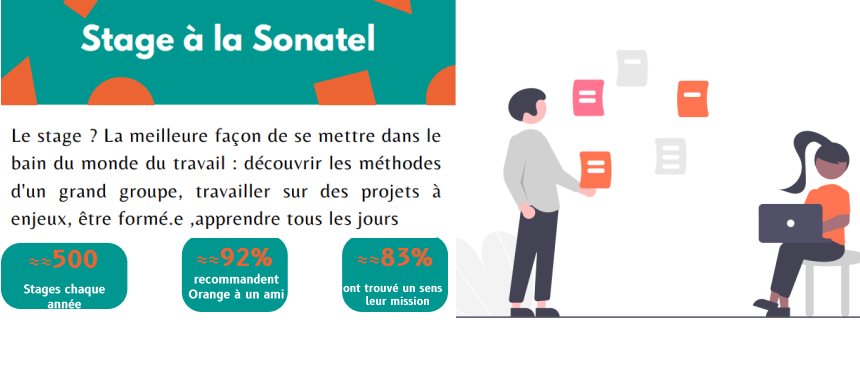 Stage à la Sonatel
Le stage ? La meilleure façon de se mettre dans le
bain du monde du travail : découvrir les méthodes
d'un grand groupe, travailler sur des projets à
enjeux, être formé.e ,apprendre tous les jours
≈≈500
Stages chaque
année
≈≈92%
recommandent
Orange à un ami
≈≈83%
ont trouvé un sens
leur mission